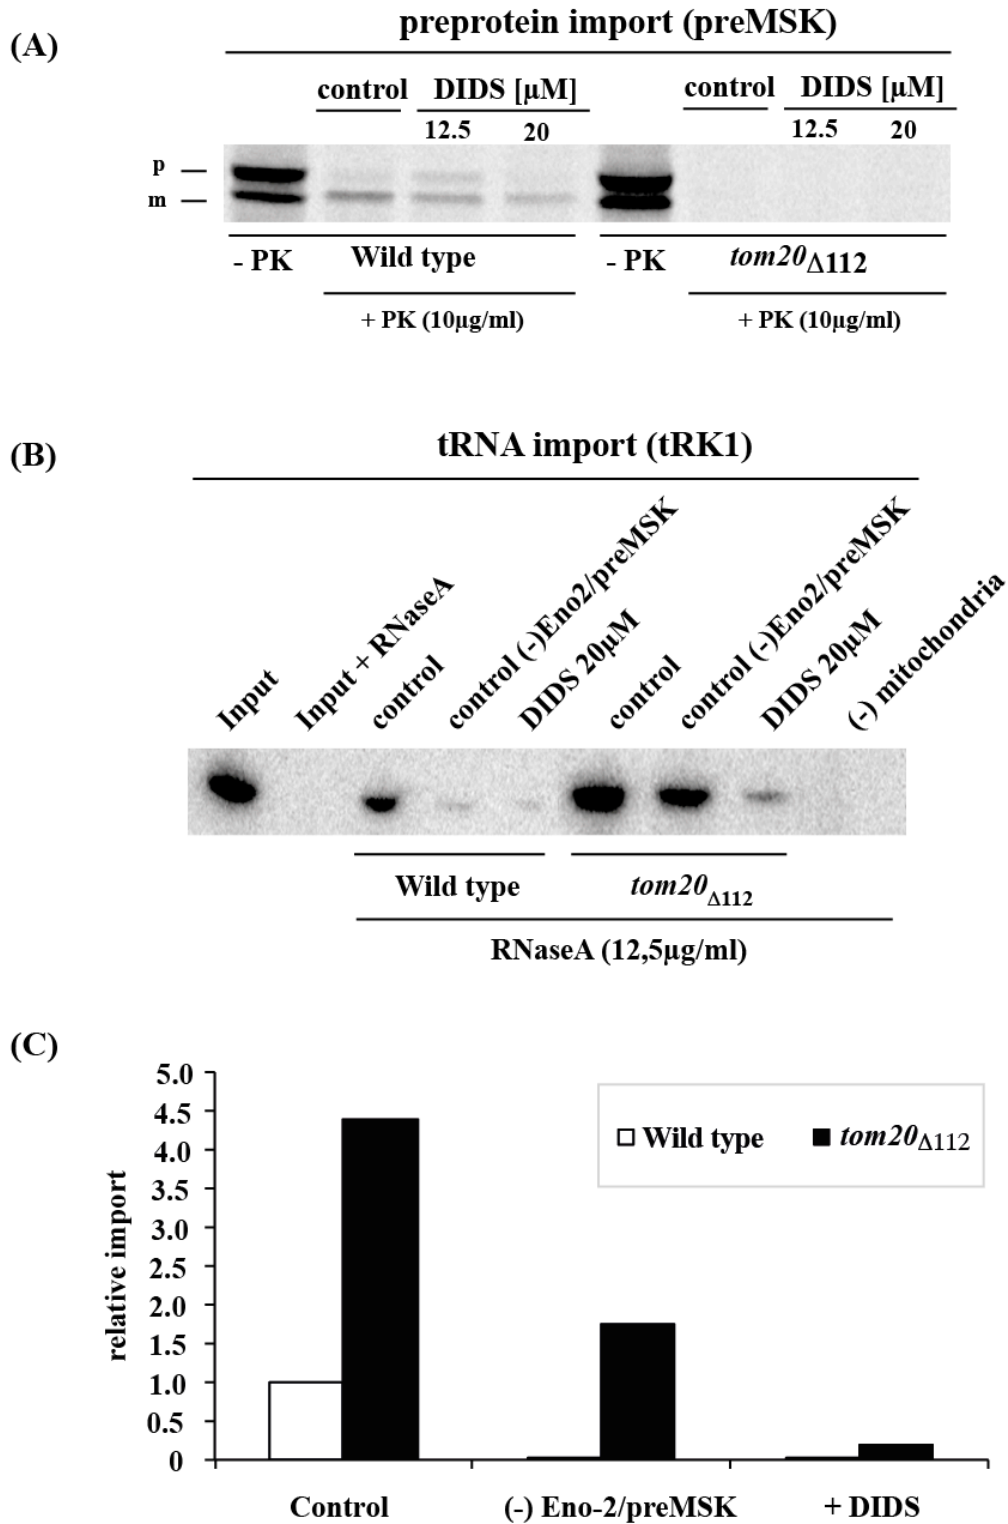 (A)
preprotein import (preMSK)
control DIDS [µM] control DIDS [µM]
12.5 20 12.5 20
p
m
- PK Wild type - PK tom20Δ112
+ PK (10µg/ml) + PK (10µg/ml)
(B)
tRNA import (tRK1)
Input
Input + RNaseA
control
control (-)Eno2/preMSK
DIDS 20µM
control
control (-)Eno2/preMSK
DIDS 20µM
(-) mitochondria
Wild type tom20Δ112
RNaseA (12,5µg/ml)
(C)
relative import
5.0
4.5
4.0
3.5
3.0
2.5
2.0
1.5
1.0
0.5
0
Wild type tom20Δ112
Control (-) Eno-2/preMSK + DIDS